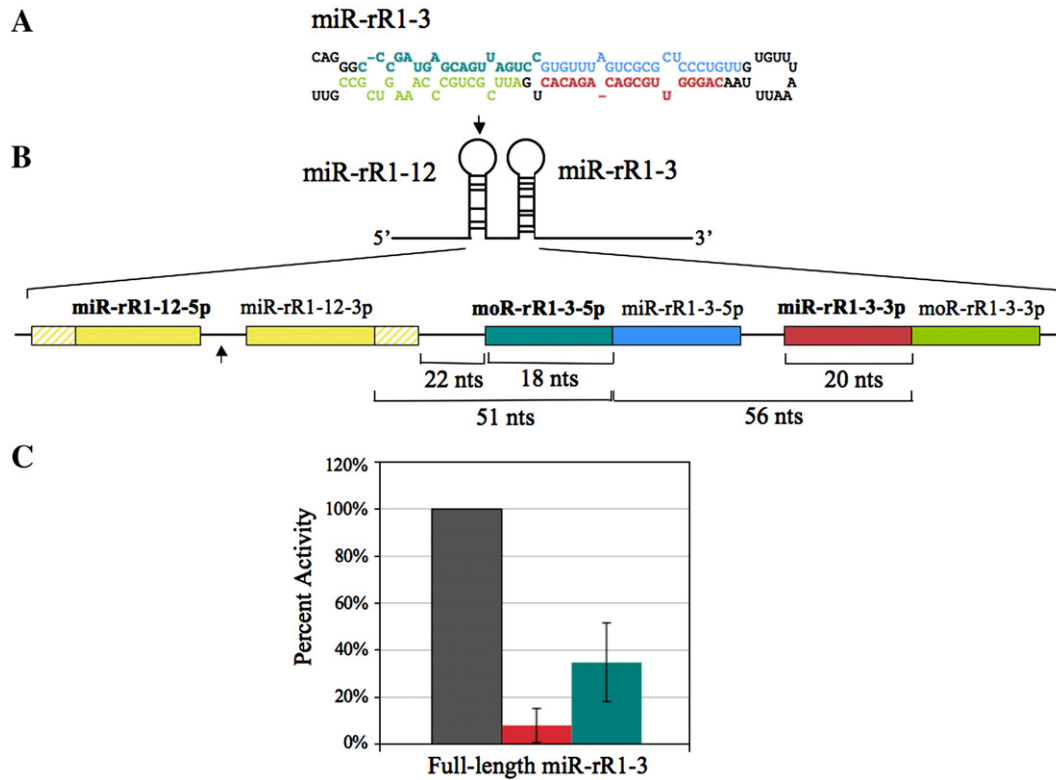 A
miR-rR1-3
CAG –C GA A U C A CU UGUU U
GGC C UG GCAGU AGUC GUGUUU GUCGCG CCCUGUUG U
CCG G AC CGUCG UUA G CACAGA CAGCGU GGGACUAA A
UUG CU AA C C U – U UUAA
B
miR-rR1-12
miR-rR1-3
5’
3’
miR-rR1-12-5p miR-rR1-12-3p moR-rR1-3-5p miR-rR1-3-5p miR-rR1-3-3p moR-rR1-3-3p
22 nts 18 nts 20 nts
51 nts 56 nts
C
Percent Activity
120%
100%
80%
60%
40%
20%
0%
Full-length miR-rR1-3